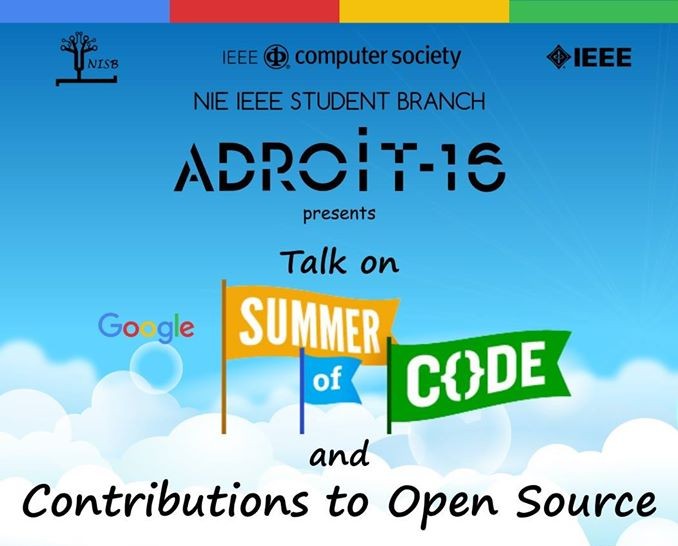 NISB
IEEE computer society
IEEE
NIE IEEE STUDENT BRANCH
ADROiT-16
presents
Talk on
Google
SUMMER
of
C{}DE
and
Contributions to Open Source